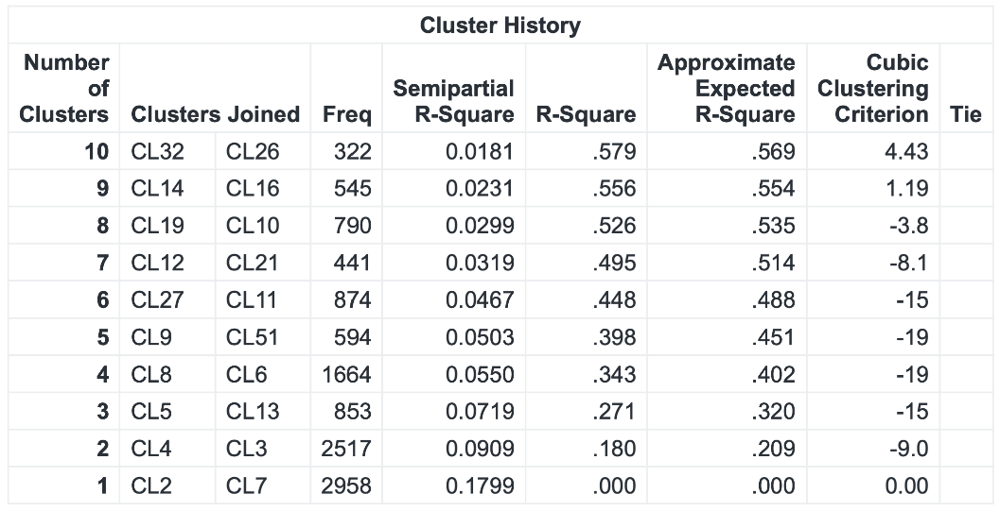 Cluster History
Number of Clusters Clusters Joined Freq Semipartial R-Square R-Square Approximate Expected R-Square Cubic Clustering Criterion Tie
10 CL32 CL26 322 0.0181 .579 .569 4.43
9 CL14 CL16 545 0.0231 .556 .554 1.19
8 CL19 CL10 790 0.0299 .526 .535 -3.8
7 CL12 CL21 441 0.0319 .495 .514 -8.1
6 CL27 CL11 874 0.0467 .448 .488 -15
5 CL9 CL51 594 0.0503 .398 .451 -19
4 CL8 CL6 1664 0.0550 .343 .402 -19
3 CL5 CL13 853 0.0719 .271 .320 -15
2 CL4 CL3 2517 0.0909 .180 .209 -9.0
1 CL2 CL7 2958 0.1799 .000 .000 0.00